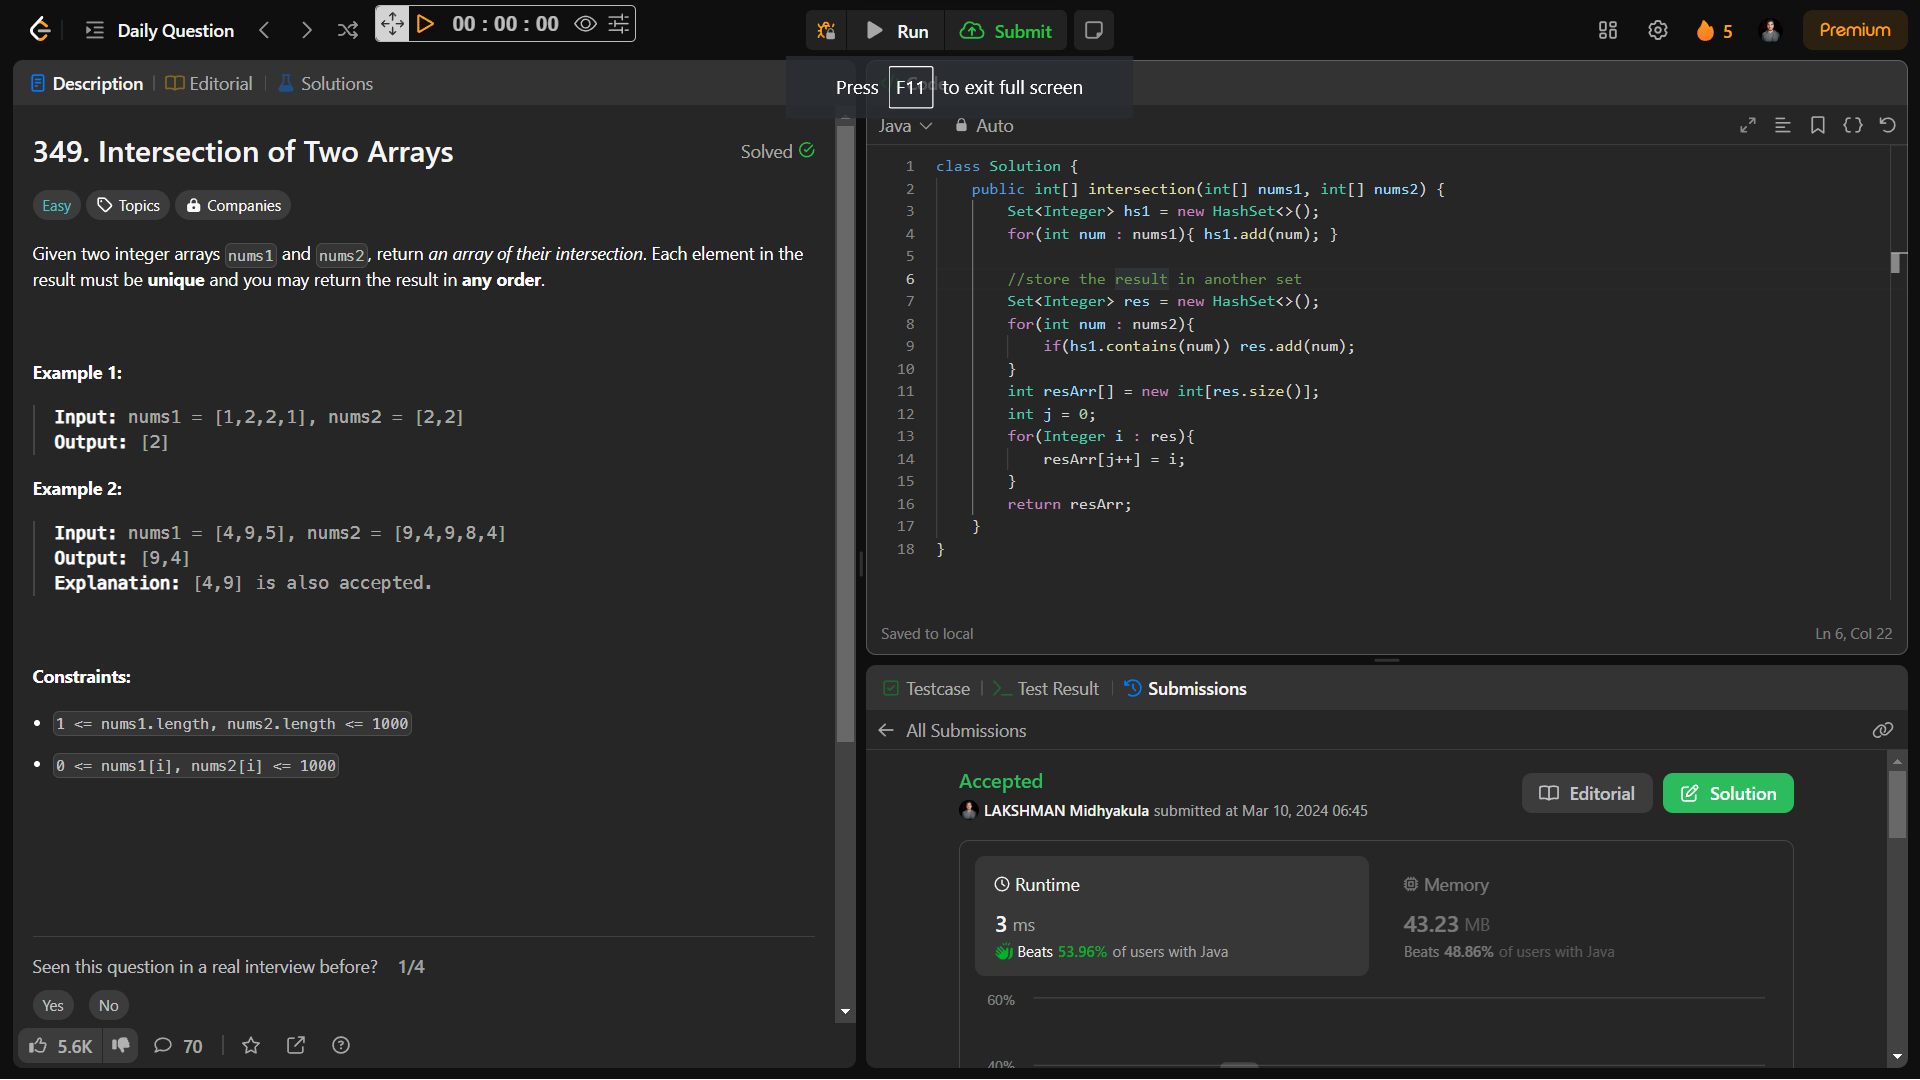 Daily Question
00 : 00 : 00
Run
Submit
5
Premium
Description
Editorial
Solutions
Press F11 to exit full screen
349. Intersection of Two Arrays
Solved
Easy
Topics
Companies
Given two integer arrays nums1 and nums2, return an array of their intersection. Each element in the
result must be unique and you may return the result in any order.
Example 1:
Input: nums1 = [1,2,2,1], nums2 = [2,2]
Output: [2]
Example 2:
Input: nums1 = [4,9,5], nums2 = [9,4,9,8,4]
Output: [9,4]
Explanation: [4,9] is also accepted.
Constraints:
• 1 <= nums1.length, nums2.length <= 1000
• 0 <= nums1[i], nums2[i] <= 1000
Seen this question in a real interview before? 1/4
Yes
No
5.6K
70
Code
Java
Auto
1 class Solution {
2 public int[] intersection(int[] nums1, int[] nums2) {
3 Set<Integer> hs1 = new HashSet<>();
4 for(int num : nums1){ hs1.add(num); }
5
6 //store the result in another set
7 Set<Integer> res = new HashSet<>();
8 for(int num : nums2){
9 if(hs1.contains(num)) res.add(num);
10 }
11 int resArr[] = new int[res.size()];
12 int j = 0;
13 for(Integer i : res){
14 resArr[j++] = i;
15 }
16 return resArr;
17 }
18 }
Saved to local
Ln 6, Col 22
Testcase
Test Result
Submissions
All Submissions
Accepted
LAKSHMAN Midhyakula submitted at Mar 10, 2024 06:45
Editorial
Solution
Runtime
3 ms
Beats 53.96% of users with Java
Memory
43.23 MB
Beats 48.86% of users with Java
60%
40%